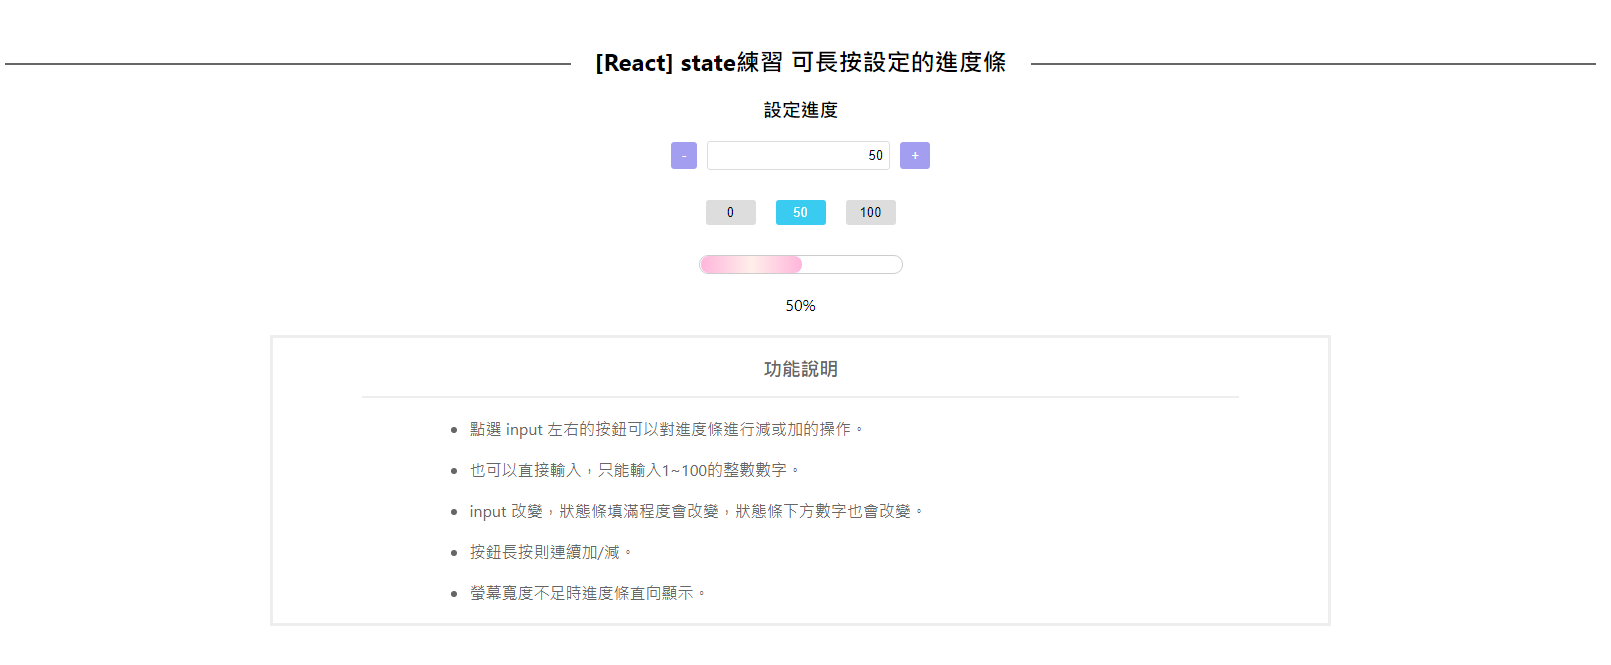 [React] state練習 可長按設定的進度條
設定進度
- 50 +
0 50 100
50%
功能說明
點選 input 左右的按鈕可以對進度條進行減或加的操作。
也可以直接輸入，只能輸入1~100的整數數字。
input 改變，狀態條填滿程度會改變，狀態條下方數字也會改變。
按鈕長按則連續加/減。
螢幕寬度不足時進度條直向顯示。